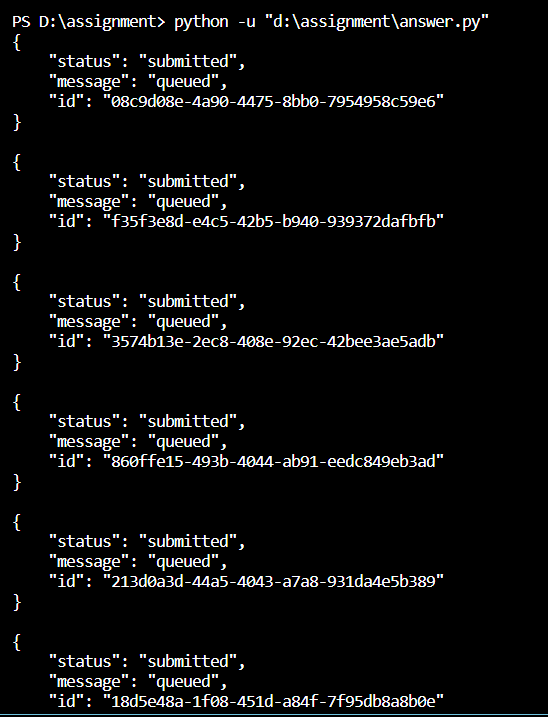 PS D:\assignment> python -u "d:\assignment\answer.py"
{
    "status": "submitted",
    "message": "queued",
    "id": "08c9d08e-4a90-4475-8bb0-7954958c59e6"
}
{
    "status": "submitted",
    "message": "queued",
    "id": "f35f3e8d-e4c5-42b5-b940-939372dafbfb"
}
{
    "status": "submitted",
    "message": "queued",
    "id": "3574b13e-2ec8-408e-92ec-42bee3ae5adb"
}
{
    "status": "submitted",
    "message": "queued",
    "id": "860ffe15-493b-4044-ab91-eedc849eb3ad"
}
{
    "status": "submitted",
    "message": "queued",
    "id": "213d0a3d-44a5-4043-a7a8-931da4e5b389"
}
{
    "status": "submitted",
    "message": "queued",
    "id": "18d5e48a-1f08-451d-a84f-7f95db8a8b0e"